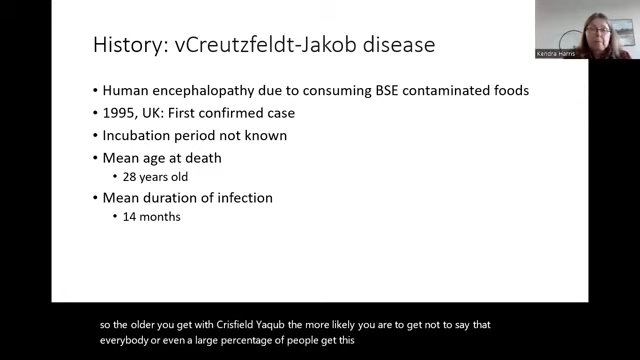 History: vCreutzfeldt-Jakob disease
Kendra Harris
• Human encephalopathy due to consuming BSE contaminated foods
• 1995, UK: First confirmed case
• Incubation period not known
• Mean age at death
• 28 years old
• Mean duration of infection
• 14 months
so the older you get with Crisfield Yaqub the more likely you are to get not to say that
everybody or even a large percentage of people get this